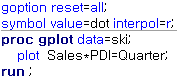 goption reset=all;
symbol value=dot interpol=r;
proc gplot data=ski;
plot Sales*PDI=Quarter;
run ;